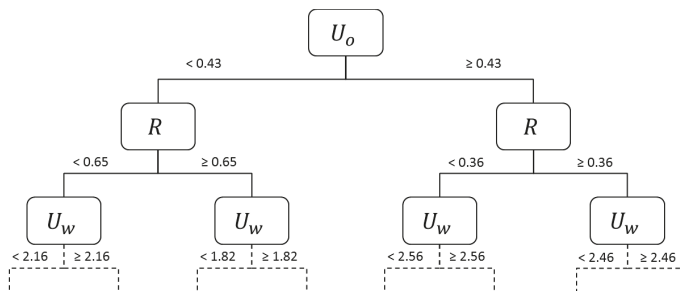 U_o
< 0.43 ≥ 0.43
R R
< 0.65 ≥ 0.65 < 0.36 ≥ 0.36
U_w U_w U_w U_w
< 2.16 ≥ 2.16 < 1.82 ≥ 1.82 < 2.56 ≥ 2.56 < 2.46 ≥ 2.46